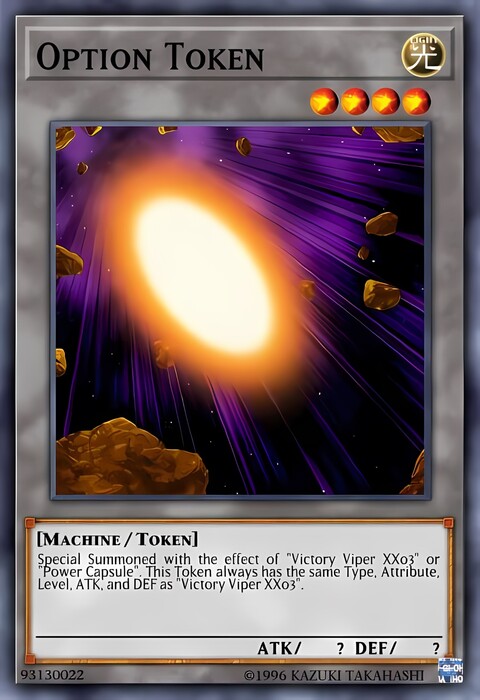 OPTION TOKEN
LIGHT
光
[MACHINE / TOKEN]
Special Summoned with the effect of "Victory Viper XX03" or
"Power Capsule". This Token always has the same Type, Attribute,
Level, ATK, and DEF as "Victory Viper XX03".
ATK/ ? DEF/ ?
93130022
©1996 KAZUKI TAKAHASHI